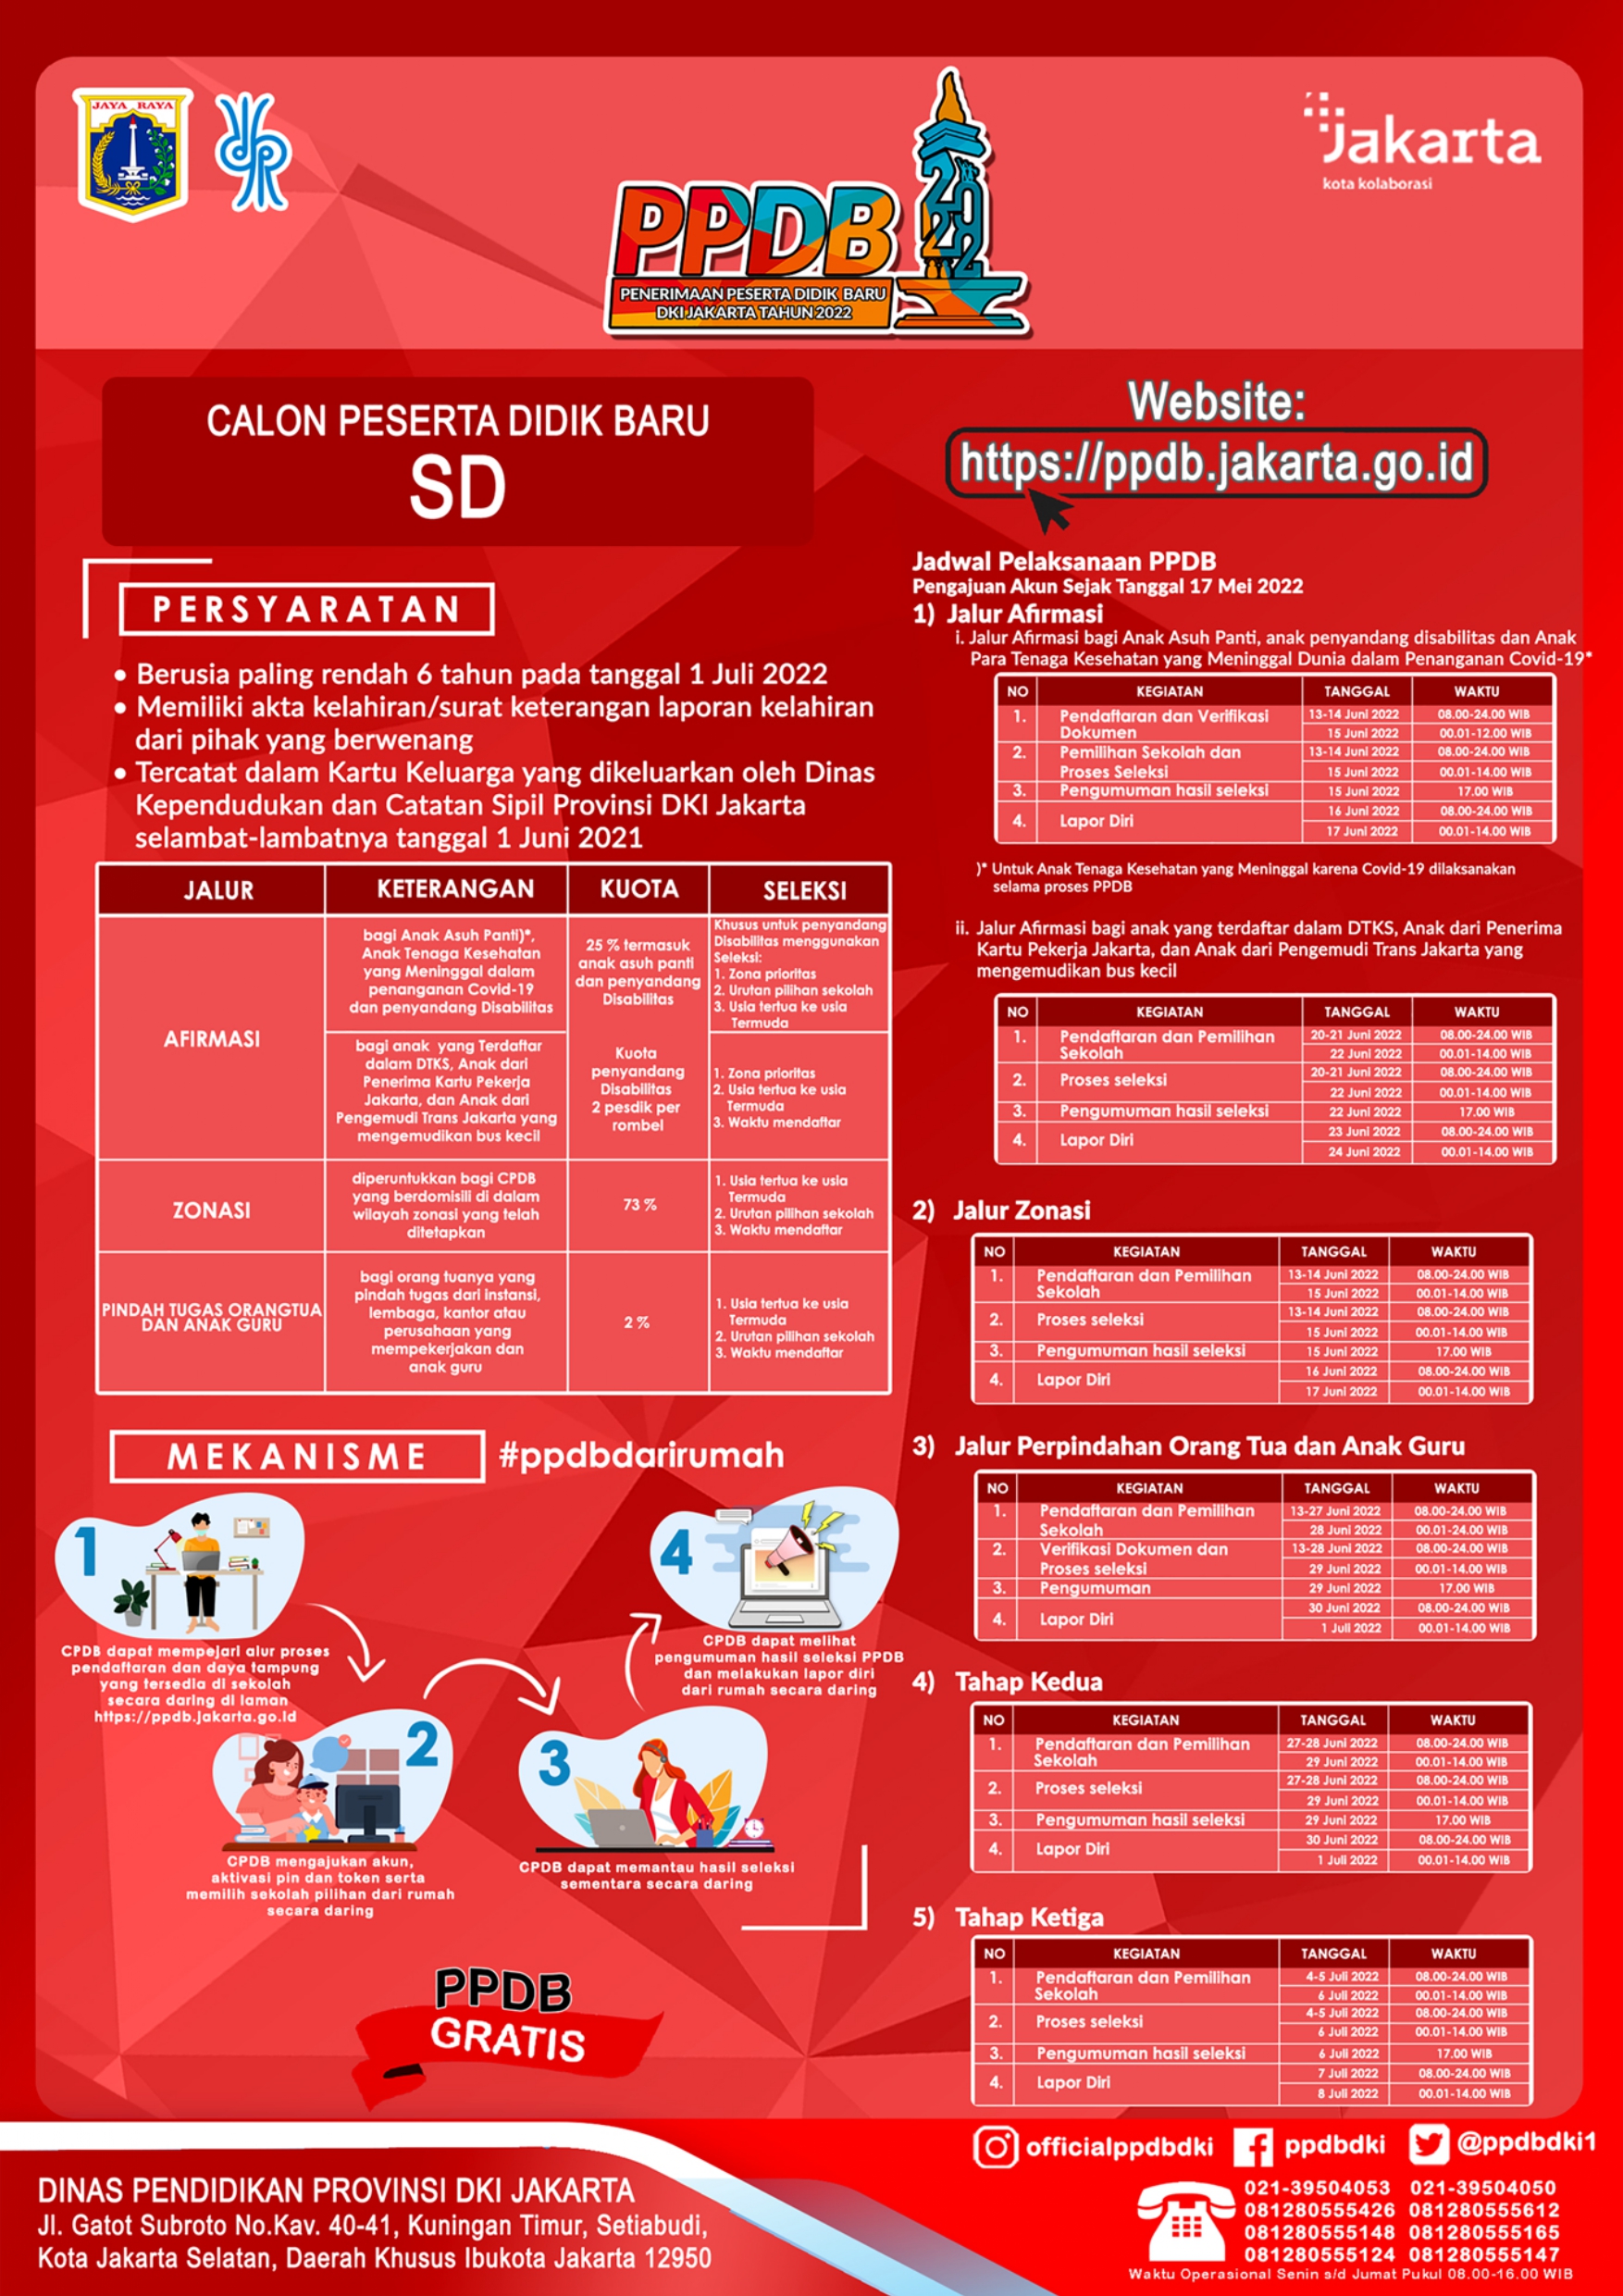 JAYA RAYA
Jakarta
kota kolaborasi
PPDB
2022
PENERIMAAN PESERTA DIDIK BARU
DKI JAKARTA TAHUN 2022
CALON PESERTA DIDIK BARU
SD
Website:
https://ppdb.jakarta.go.id
PERSYARATAN
• Berusia paling rendah 6 tahun pada tanggal 1 Juli 2022
• Memiliki akta kelahiran/surat keterangan laporan kelahiran
dari pihak yang berwenang
• Tercatat dalam Kartu Keluarga yang dikeluarkan oleh Dinas
Kependudukan dan Catatan Sipil Provinsi DKI Jakarta
selambat-lambatnya tanggal 1 Juni 2021
JALUR KETERANGAN KUOTA SELEKSI
AFIRMASI
bagi Anak Asuh Panti)*,
Anak Tenaga Kesehatan
yang Meninggal dalam
penanganan Covid-19
dan penyandang Disabilitas
25 % termasuk
anak asuh panti
dan penyandang
Disabilitas
Khusus untuk penyandang
Disabilitas menggunakan
Seleksi:
1. Zona prioritas
2. Urutan pilihan sekolah
3. Usia tertua ke usia
Termuda
bagi anak yang Terdaftar
dalam DTKS, Anak dari
Penerima Kartu Pekerja
Jakarta, dan Anak dari
Pengemudi Trans Jakarta yang
mengemudikan bus kecil
Kuota
penyandang
Disabilitas
2 pesdik per
rombel
1. Zona prioritas
2. Usia tertua ke usia
Termuda
3. Waktu mendaftar
ZONASI
diperuntukkan bagi CPDB
yang berdomisili di dalam
wilayah zonasi yang telah
ditetapkan
73 %
1. Usia tertua ke usia
Termuda
2. Urutan pilihan sekolah
3. Waktu mendaftar
PINDAH TUGAS ORANGTUA
DAN ANAK GURU
bagi orang tuanya yang
pindah tugas dari instansi,
lembaga, kantor atau
perusahaan yang
mempekerjakan dan
anak guru
2 %
1. Usia tertua ke usia
Termuda
2. Urutan pilihan sekolah
3. Waktu mendaftar
MEKANISME #ppdbdarirumah
1
CPDB dapat mempejari alur proses
pendaftaran dan daya tampung
yang tersedia di sekolah
secara daring di laman
https://ppdb.jakarta.go.id
2
CPDB mengajukan akun,
aktivasi pin dan token serta
memilih sekolah pilihan dari rumah
secara daring
3
CPDB dapat memantau hasil seleksi
sementara secara daring
4
CPDB dapat melihat
pengumuman hasil seleksi PPDB
dan melakukan lapor diri
dari rumah secara daring
PPDB
GRATIS
Jadwal Pelaksanaan PPDB
Pengajuan Akun Sejak Tanggal 17 Mei 2022
1) Jalur Afirmasi
i. Jalur Afirmasi bagi Anak Asuh Panti, anak penyandang disabilitas dan Anak
Para Tenaga Kesehatan yang Meninggal Dunia dalam Penanganan Covid-19*
NO KEGIATAN TANGGAL WAKTU
1. Pendaftaran dan Verifikasi 13-14 Juni 2022 08.00-24.00 WIB
Dokumen 15 Juni 2022 00.01-12.00 WIB
2. Pemilihan Sekolah dan 13-14 Juni 2022 08.00-24.00 WIB
Proses Seleksi 15 Juni 2022 00.01-14.00 WIB
3. Pengumuman hasil seleksi 15 Juni 2022 17.00 WIB
4. Lapor Diri 16 Juni 2022 08.00-24.00 WIB
17 Juni 2022 00.01-14.00 WIB
)* Untuk Anak Tenaga Kesehatan yang Meninggal karena Covid-19 dilaksanakan
selama proses PPDB
ii. Jalur Afirmasi bagi anak yang terdaftar dalam DTKS, Anak dari Penerima
Kartu Pekerja Jakarta, dan Anak dari Pengemudi Trans Jakarta yang
mengemudikan bus kecil
NO KEGIATAN TANGGAL WAKTU
1. Pendaftaran dan Pemilihan 20-21 Juni 2022 08.00-24.00 WIB
Sekolah 22 Juni 2022 00.01-14.00 WIB
2. Proses seleksi 20-21 Juni 2022 08.00-24.00 WIB
22 Juni 2022 00.01-14.00 WIB
3. Pengumuman hasil seleksi 22 Juni 2022 17.00 WIB
4. Lapor Diri 23 Juni 2022 08.00-24.00 WIB
24 Juni 2022 00.01-14.00 WIB
2) Jalur Zonasi
NO KEGIATAN TANGGAL WAKTU
1. Pendaftaran dan Pemilihan 13-14 Juni 2022 08.00-24.00 WIB
Sekolah 15 Juni 2022 00.01-14.00 WIB
2. Proses seleksi 13-14 Juni 2022 08.00-24.00 WIB
15 Juni 2022 00.01-14.00 WIB
3. Pengumuman hasil seleksi 15 Juni 2022 17.00 WIB
4. Lapor Diri 16 Juni 2022 08.00-24.00 WIB
17 Juni 2022 00.01-14.00 WIB
3) Jalur Perpindahan Orang Tua dan Anak Guru
NO KEGIATAN TANGGAL WAKTU
1. Pendaftaran dan Pemilihan 13-27 Juni 2022 08.00-24.00 WIB
Sekolah 28 Juni 2022 00.01-24.00 WIB
2. Verifikasi Dokumen dan 13-28 Juni 2022 08.00-24.00 WIB
Proses seleksi 29 Juni 2022 00.01-14.00 WIB
3. Pengumuman 29 Juni 2022 17.00 WIB
4. Lapor Diri 30 Juni 2022 08.00-24.00 WIB
1 Juli 2022 00.01-14.00 WIB
4) Tahap Kedua
NO KEGIATAN TANGGAL WAKTU
1. Pendaftaran dan Pemilihan 27-28 Juni 2022 08.00-24.00 WIB
Sekolah 29 Juni 2022 00.01-14.00 WIB
2. Proses seleksi 27-28 Juni 2022 08.00-24.00 WIB
29 Juni 2022 00.01-14.00 WIB
3. Pengumuman hasil seleksi 29 Juni 2022 17.00 WIB
4. Lapor Diri 30 Juni 2022 08.00-24.00 WIB
1 Juli 2022 00.01-14.00 WIB
5) Tahap Ketiga
NO KEGIATAN TANGGAL WAKTU
1. Pendaftaran dan Pemilihan 4-5 Juli 2022 08.00-24.00 WIB
Sekolah 6 Juli 2022 00.01-14.00 WIB
2. Proses seleksi 4-5 Juli 2022 08.00-24.00 WIB
6 Juli 2022 00.01-14.00 WIB
3. Pengumuman hasil seleksi 6 Juli 2022 17.00 WIB
4. Lapor Diri 7 Juli 2022 08.00-24.00 WIB
8 Juli 2022 00.01-14.00 WIB
officialppdbdki ppdbdki @ppdbdki1
DINAS PENDIDIKAN PROVINSI DKI JAKARTA
Jl. Gatot Subroto No.Kav. 40-41, Kuningan Timur, Setiabudi,
Kota Jakarta Selatan, Daerah Khusus Ibukota Jakarta 12950
021-39504053 021-39504050
081280555426 081280555612
081280555148 081280555165
081280555124 081280555147
Waktu Operasional Senin s/d Jumat Pukul 08.00-16.00 WIB